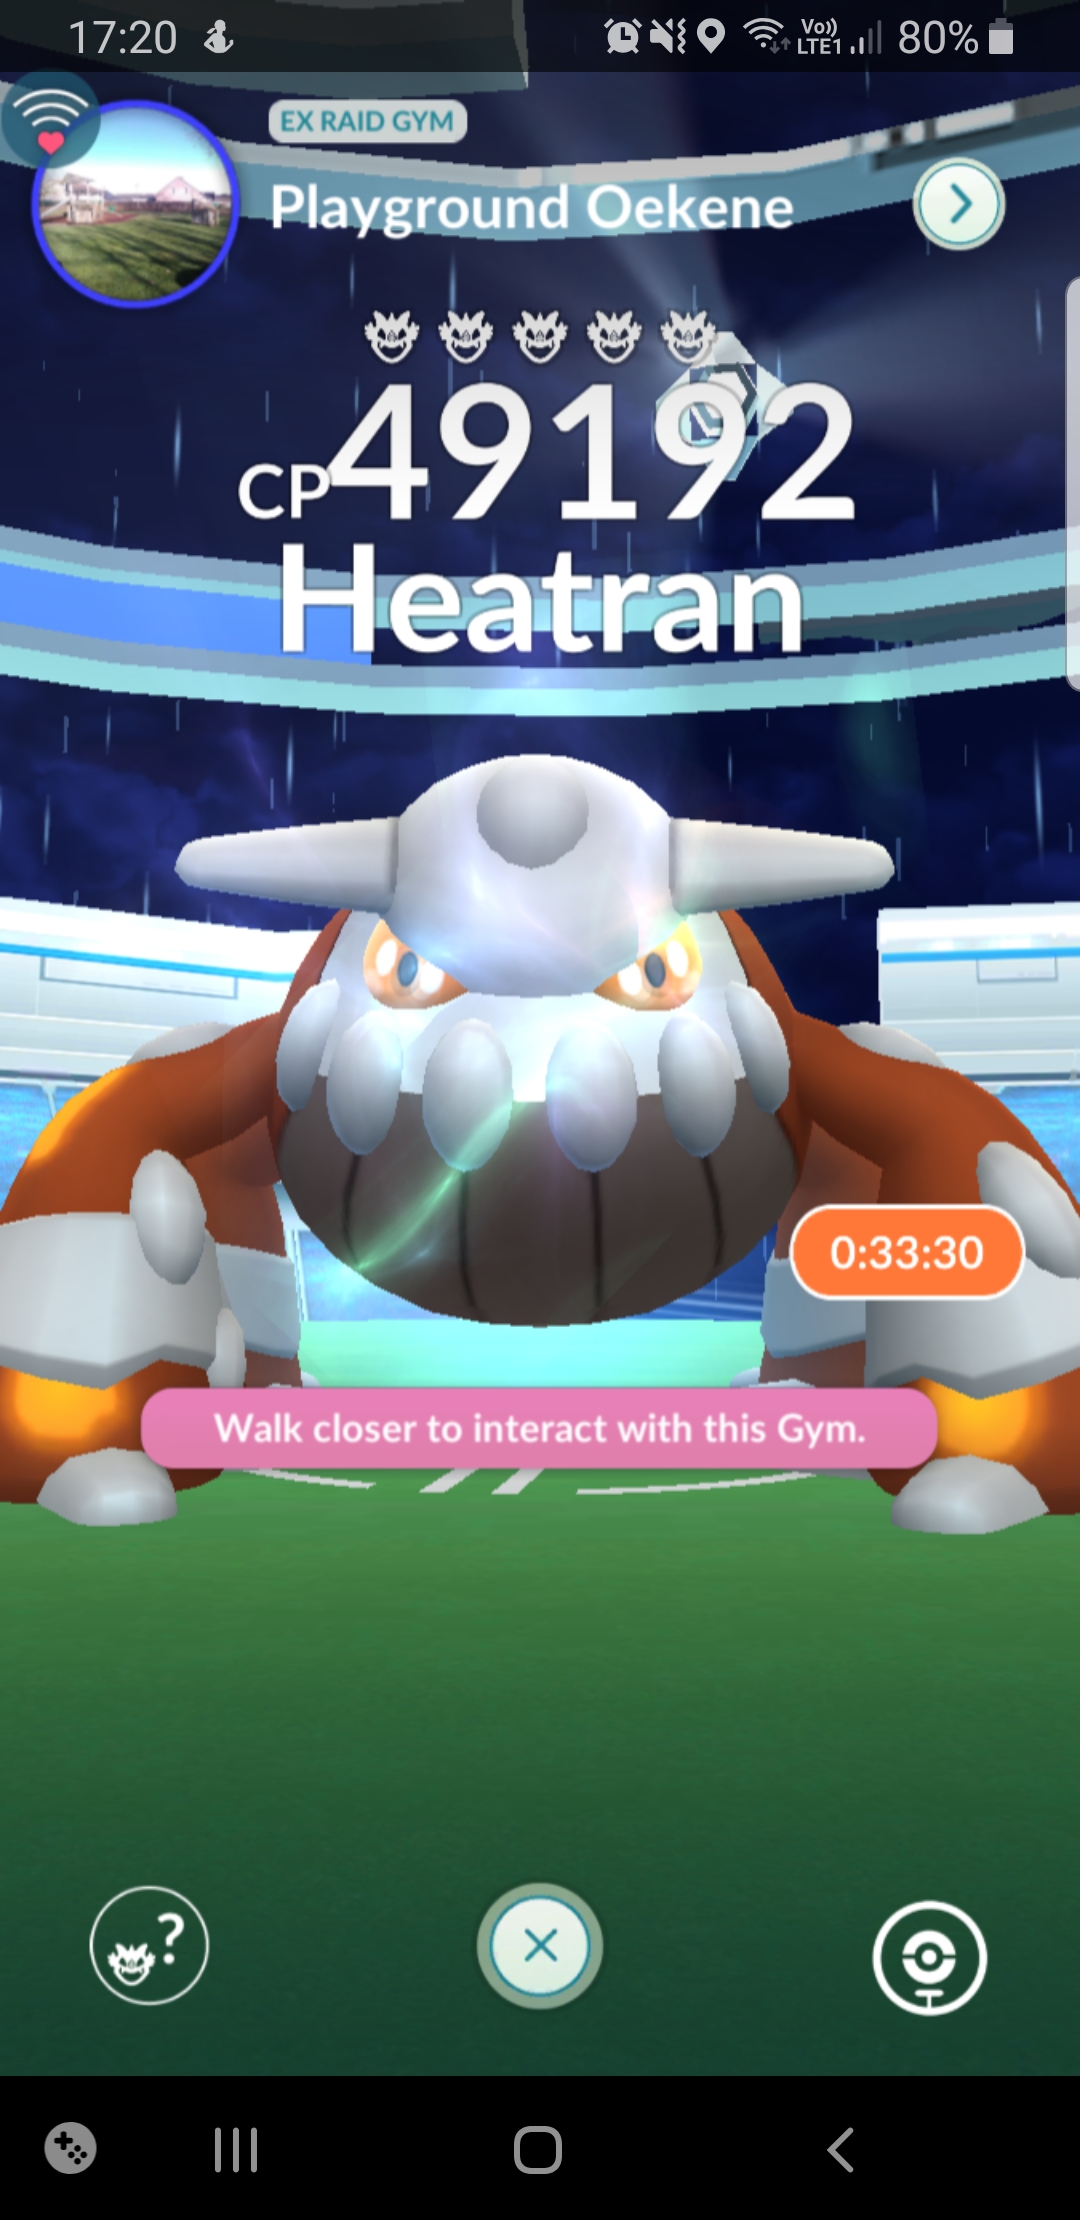 17:20
Vo))
LTE1
80%
EX RAID GYM
Playground Oekene
CP49192
Heatran
0:33:30
Walk closer to interact with this Gym.
?